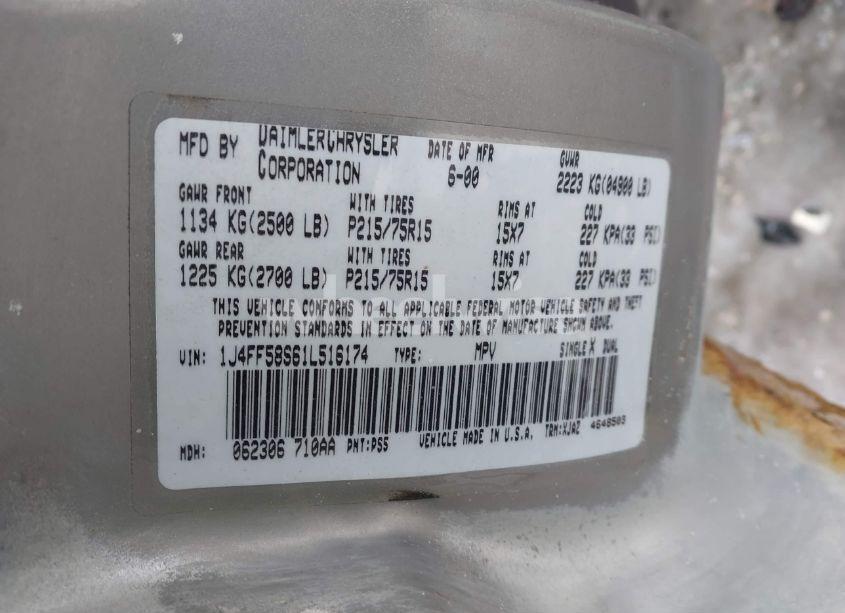 MFD BY DAIMLERCHRYSLER CORPORATION DATE OF MFR 6-00 GVWR 2223 KG(04900 LB)
GAWR FRONT WITH TIRES RIMS AT COLD
1134 KG(2500 LB) P215/75R15 15X7 227 KPA(33 PSI)
GAWR REAR WITH TIRES RIMS AT COLD
1225 KG(2700 LB) P215/75R15 15X7 227 KPA(33 PSI)
THIS VEHICLE CONFORMS TO ALL APPLICABLE FEDERAL MOTOR VEHICLE SAFETY AND THEFT
PREVENTION STANDARDS IN EFFECT ON THE DATE OF MANUFACTURE SHOWN ABOVE.
VIN: 1J4FF58S61L516174 TYPE: MPV SINGLE X DUAL
MDH: 062306 710AA PNT:PS5 VEHICLE MADE IN U.S.A. TRM:XJAZ 4648503